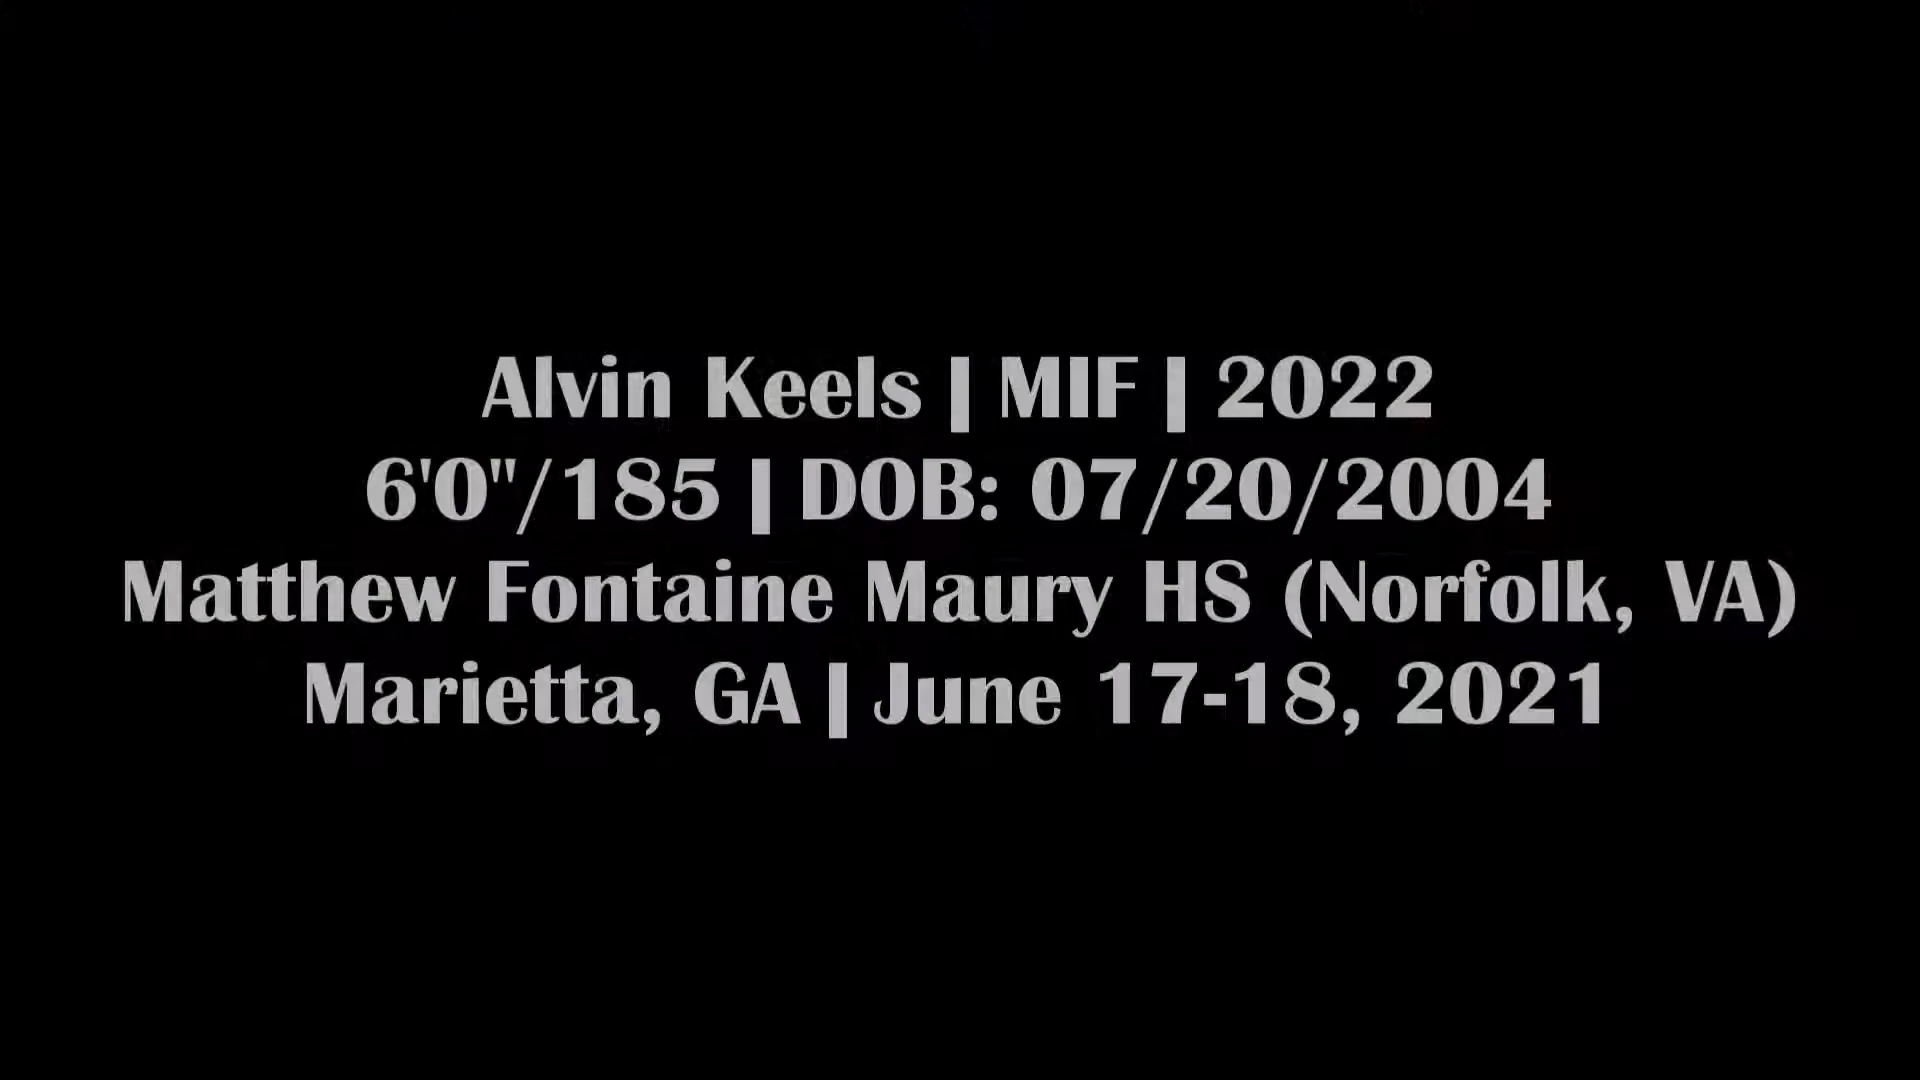 Alvin Keels | MIF | 2022
6'0"/185 | DOB: 07/20/2004
Matthew Fontaine Maury HS (Norfolk, VA)
Marietta, GA | June 17-18, 2021